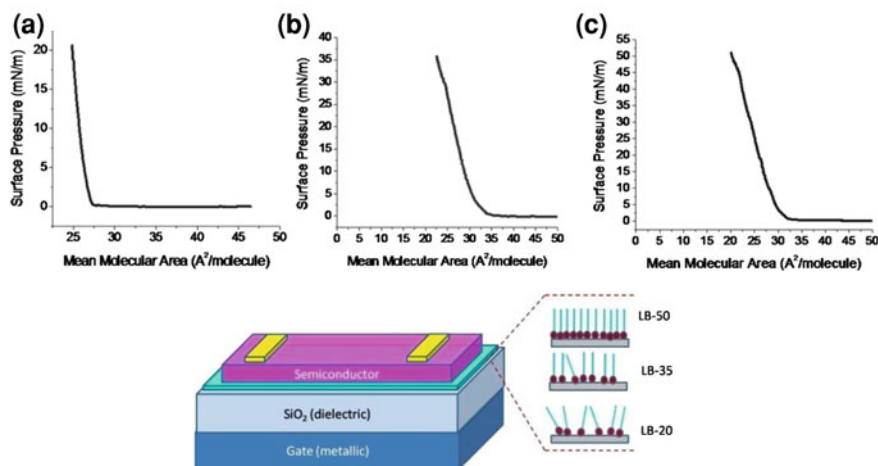 (a)
Surface Pressure (mN/m)
20
15
10
5
0
25 30 35 40 45 50
Mean Molecular Area (A²/molecule)
(b)
Surface Pressure (mN/m)
40
35
30
25
20
15
10
5
0
0 5 10 15 20 25 30 35 40 45 50
Mean Molecular Area (A²/molecule)
(c)
Surface Pressure (mN/m)
55
50
45
40
35
30
25
20
15
10
5
0
0 5 10 15 20 25 30 35 40 45 50
Mean Molecular Area (A²/molecule)
LB-50
LB-35
LB-20
Semiconductor
SiO₂ (dielectric)
Gate (metallic)